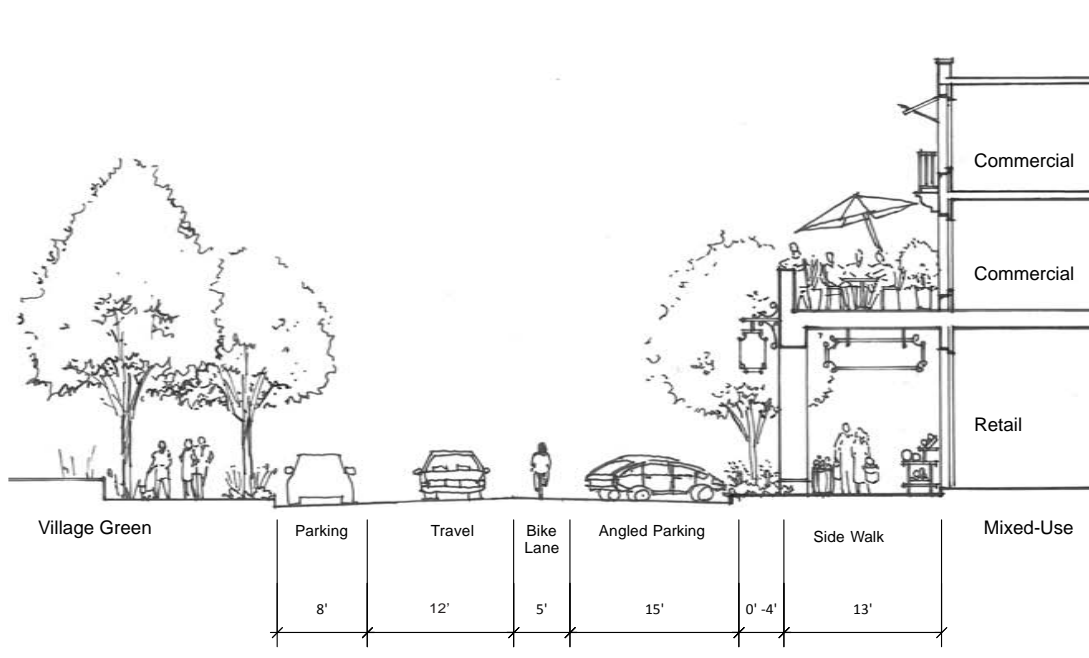 Commercial
Commercial
Retail
Village Green
Parking
Travel
Bike
Lane
Angled Parking
Side Walk
Mixed-Use
8'
12'
5'
15'
0' -4'
13'